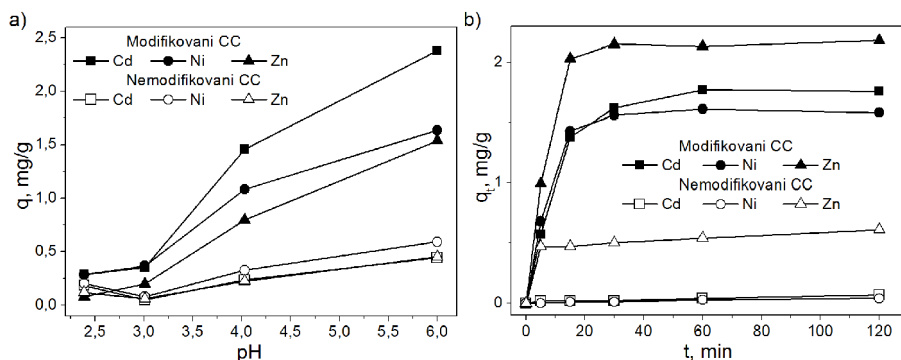 a)
q, mg/g
2,5
2,0
1,5
1,0
0,5
0,0
Modifikovani CC
Cd Ni Zn
Nemodifikovani CC
Cd Ni Zn
2,5 3,0 3,5 4,0 4,5 5,0 5,5 6,0
pH
b)
qt, mg/g
2
1
0
Modifikovani CC
Cd Ni Zn
Nemodifikovani CC
Cd Ni Zn
0 20 40 60 80 100 120
t, min